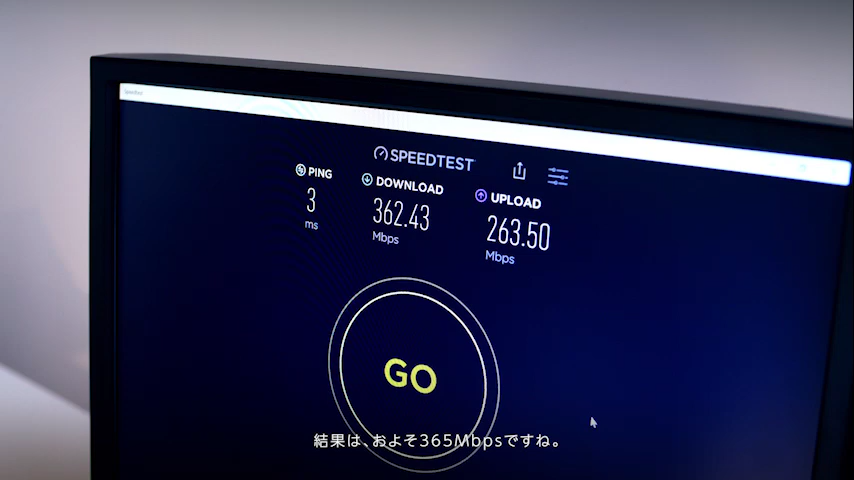 Speedtest
SPEEDTEST
PING
3
ms
DOWNLOAD
362.43
Mbps
UPLOAD
263.50
Mbps
GO
結果は、およそ365Mbpsですね。